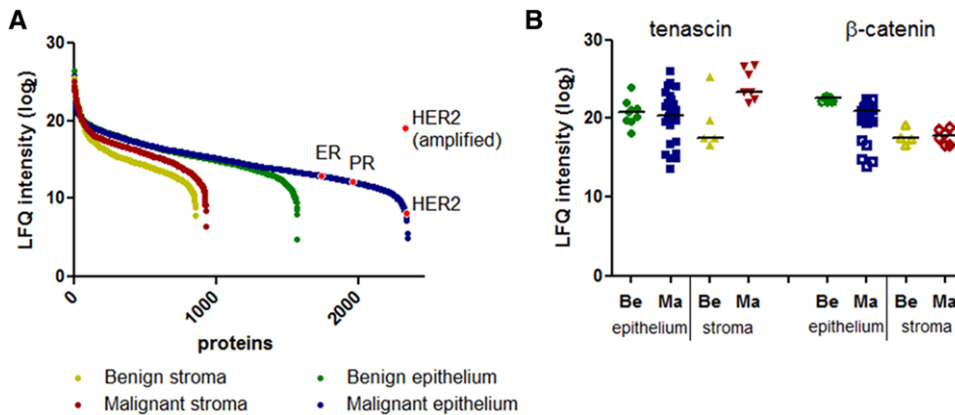 A
LFQ intensity (log2)
30
20
10
0
0
1000
2000
proteins
HER2
(amplified)
ER
PR
HER2
Benign stroma
Malignant stroma
Benign epithelium
Malignant epithelium
B
tenascin
β-catenin
LFQ intensity (log2)
30
20
10
0
Be Ma Be Ma Be Ma Be Ma
epithelium stroma epithelium stroma